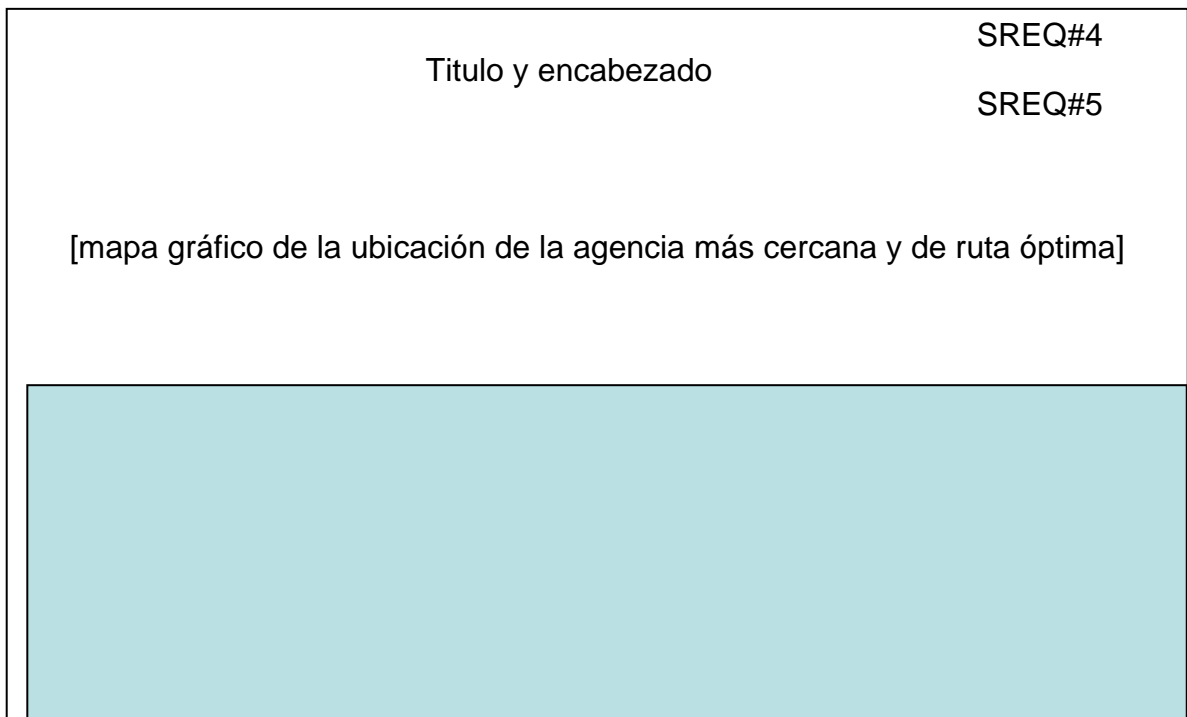 SREQ#4
Titulo y encabezado
SREQ#5
[mapa gráfico de la ubicación de la agencia más cercana y de ruta óptima]